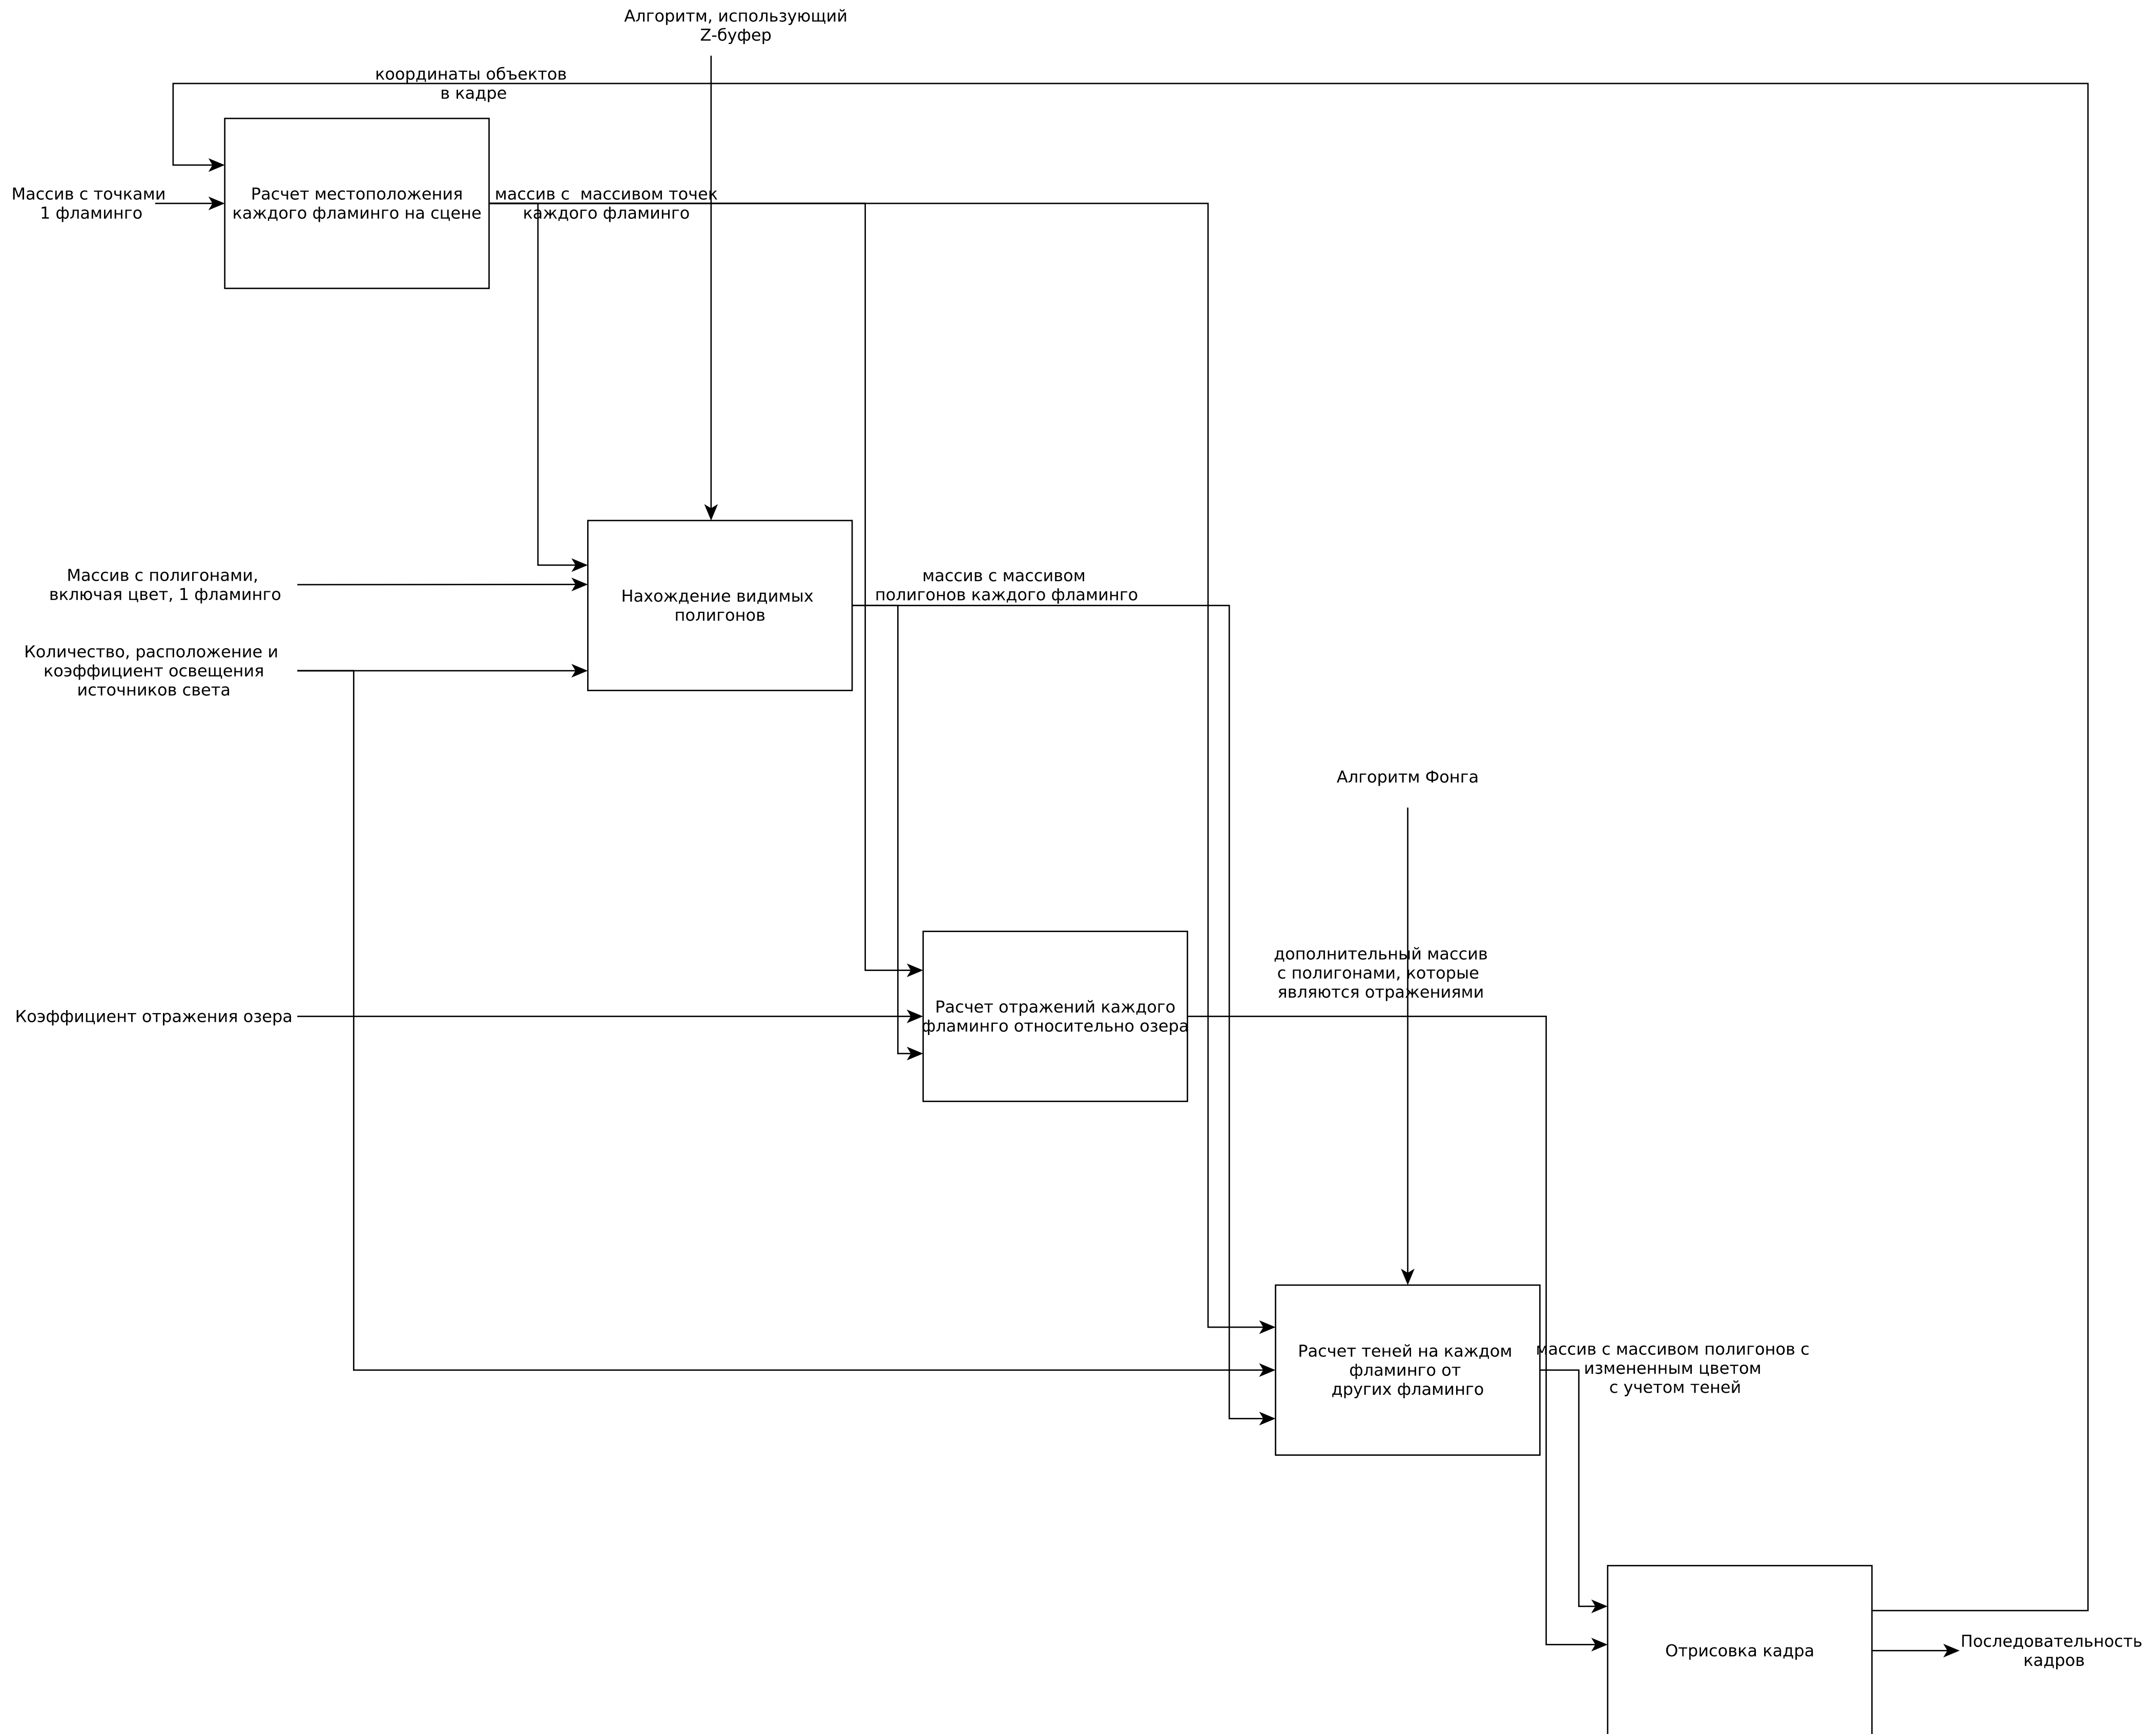 Алгоритм, использующий
Z-буфер
координаты объектов
в кадре
Массив с точками
1 фламинго
Расчет местоположения
каждого фламинго на сцене
массив с  массивом точек
каждого фламинго
Массив с полигонами,
включая цвет, 1 фламинго
Нахождение видимых
полигонов
массив с массивом
полигонов каждого фламинго
Количество, расположение и
коэффициент освещения
источников света
Алгоритм Фонга
дополнительный массив
с полигонами, которые
являются отражениями
Коэффициент отражения озера
Расчет отражений каждого
фламинго относительно озера
Расчет теней на каждом
фламинго от
других фламинго
массив с массивом полигонов с
измененным цветом
с учетом теней
Отрисовка кадра
Последовательность
кадров